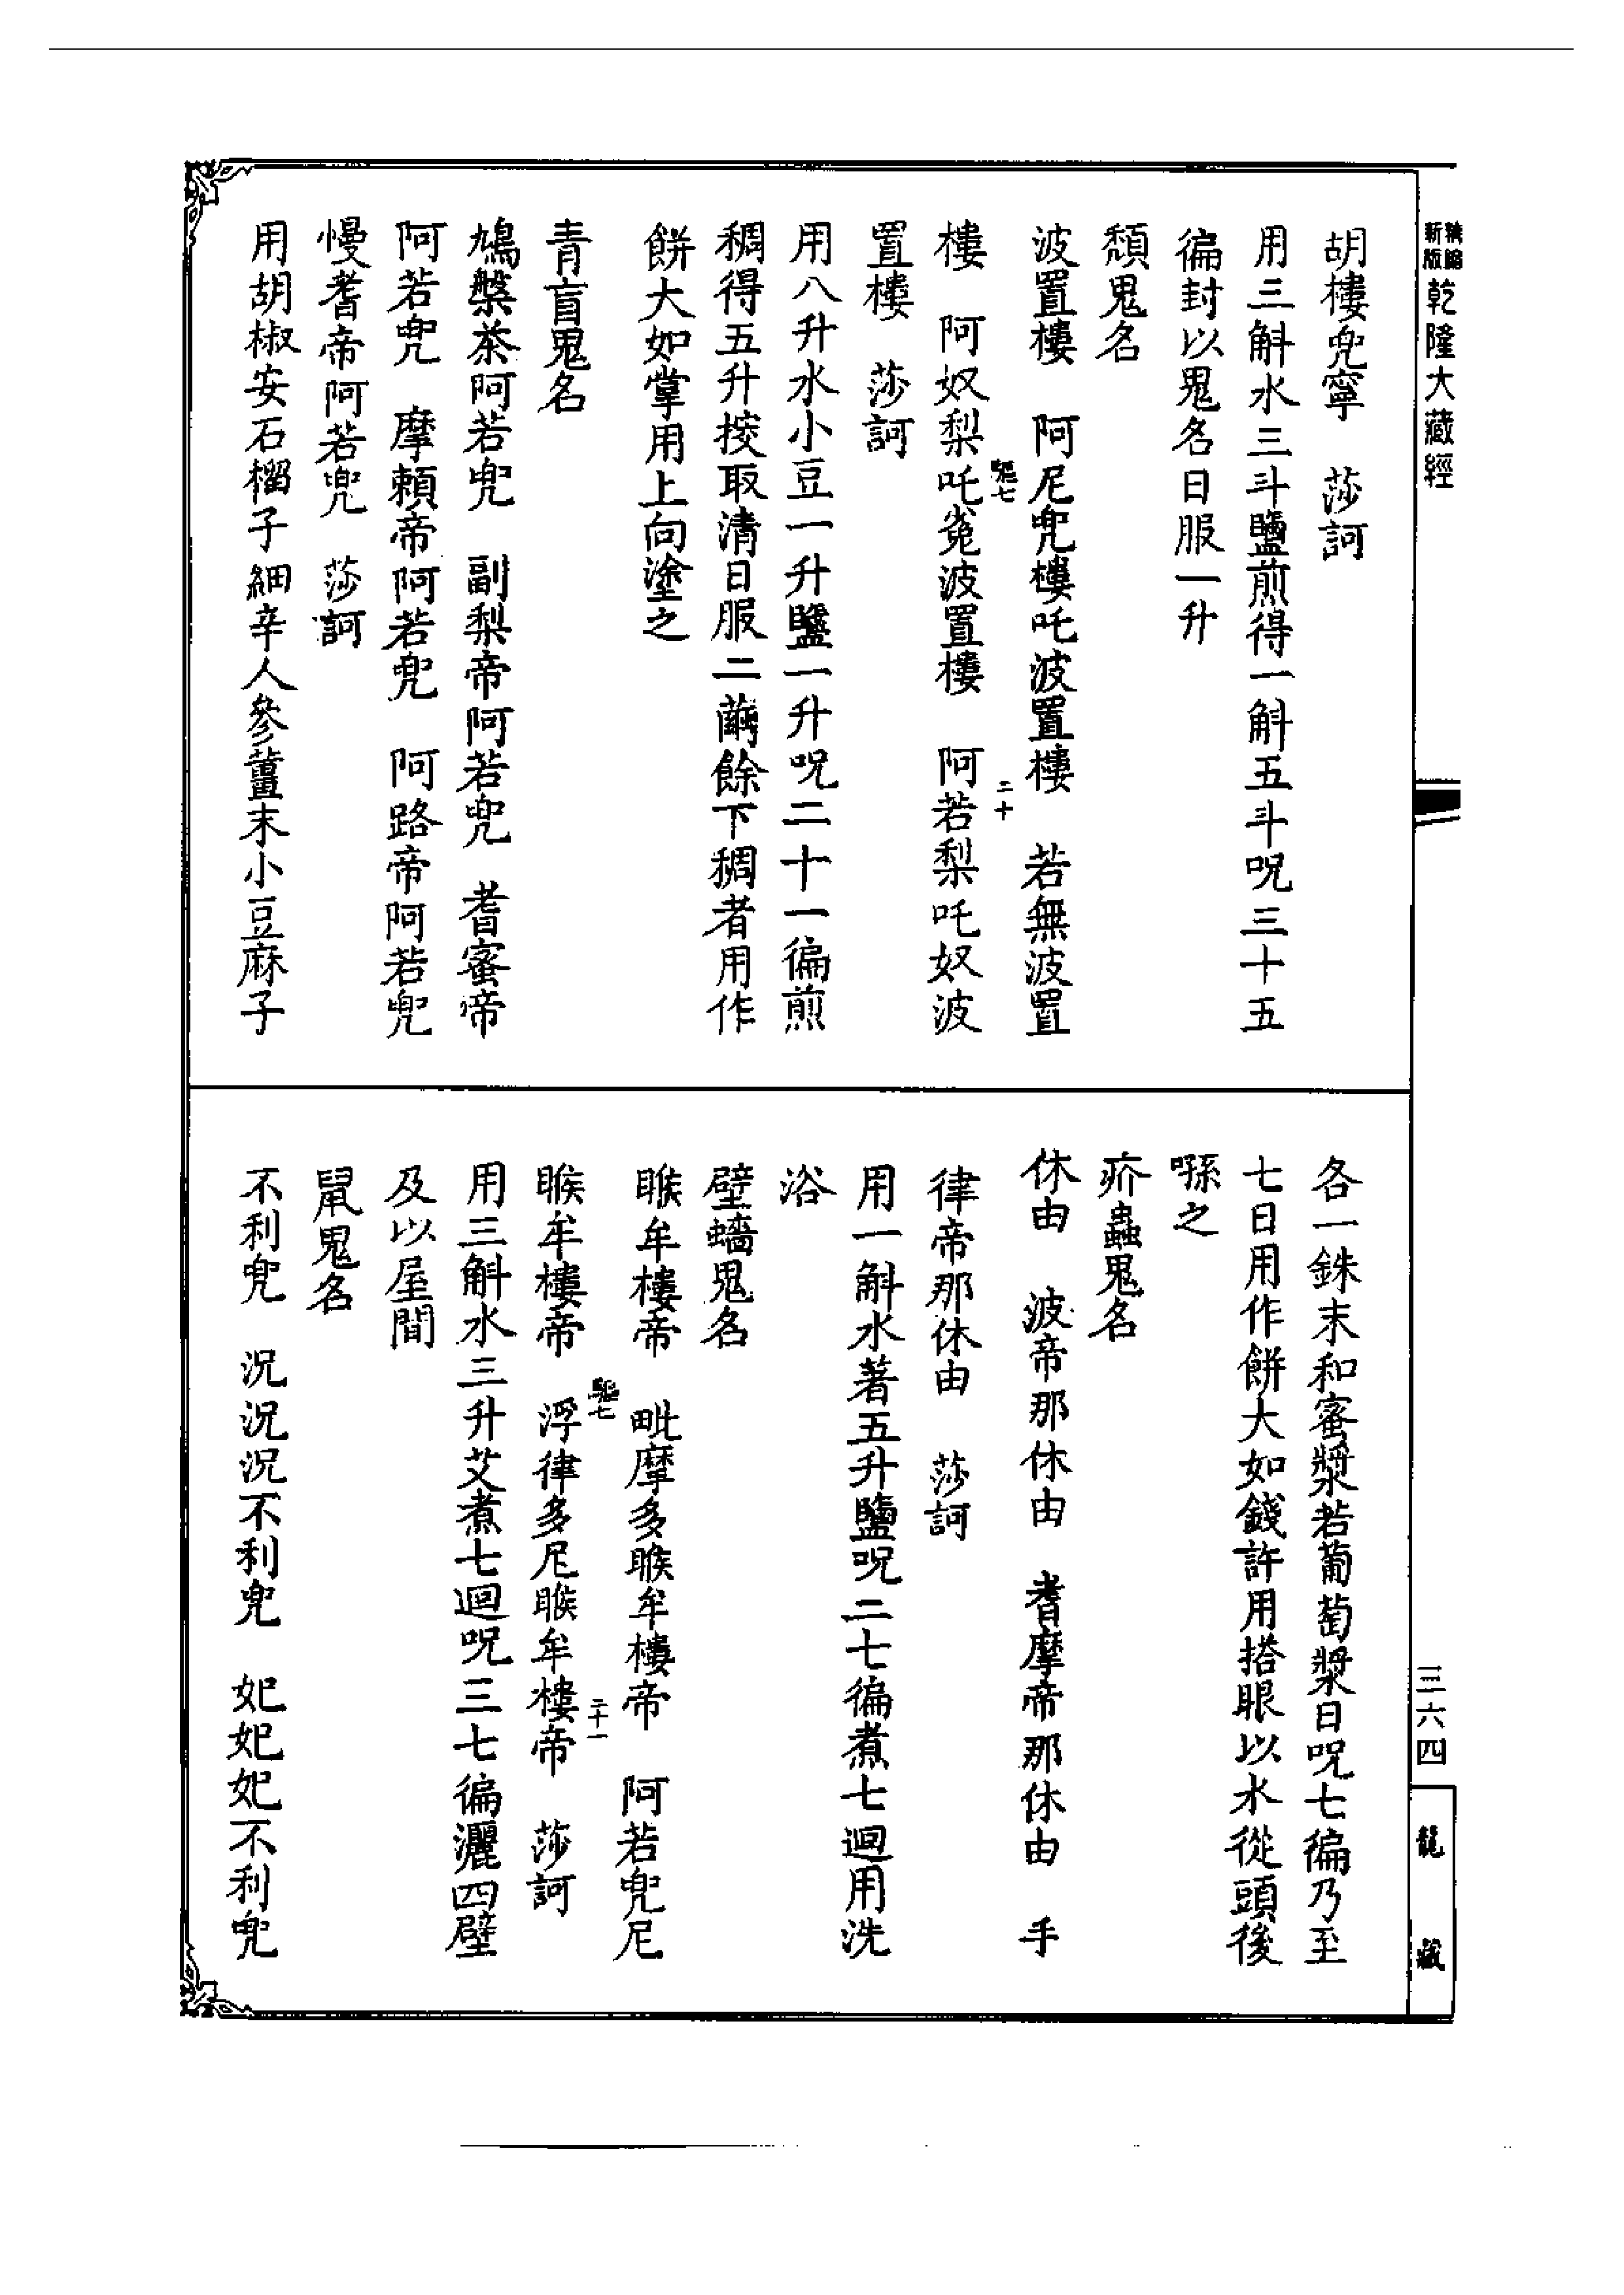 精縮新版乾隆大藏經
胡樓兜寧　莎訶
用三斛水三斗鹽煎得一斛五斗呪三十五
徧封以鬼名日服一升
頹鬼名
波置樓　阿尼兜樓吒波置樓　若無波置
驅七　二十
樓　阿奴梨吒㝹波置樓　阿若梨吒奴波
置樓　莎訶
用八升水小豆一升鹽一升呪二十一徧煎
稠得五升挼取清日服二繭餘下稠者用作
餅大如掌用上向塗之
青盲鬼名
鳩槃茶阿若兜　副梨帝阿若兜　耆蜜帝
阿若兜　摩賴帝阿若兜　阿路帝阿若兜
慢耆帝阿若兜　莎訶
用胡椒安石榴子細辛人參薑末小豆麻子
各一銖末和蜜漿若葡萄漿日呪七徧乃至
七日用作餅大如錢許用搭眼以水從頭後
㗥之
疥蟲鬼名
休由　波帝那休由　耆摩帝那休由　手
律帝那休由　莎訶
用一斛水著五升鹽呪二七徧煮七迴用洗
浴
壁蟢鬼名
睺牟樓帝　毗摩多睺牟樓帝　阿若兜尼
驅七　二十一
睺牟樓帝　浮律多尼睺牟樓帝　莎訶
用三斛水三升艾煮七迴呪三七徧灑四壁
及以屋間
鼠鬼名
不利兜　況況況不利兜　妃妃妃不利兜
三六四
龍藏